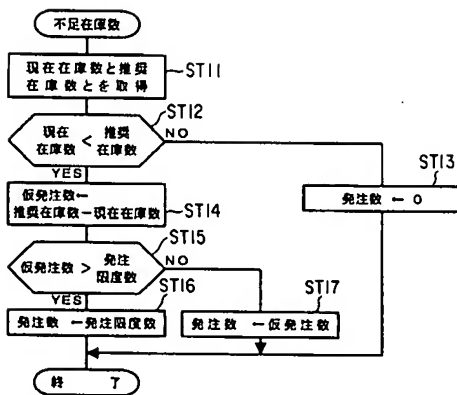 不足在庫数
現在在庫数と推奨
在庫数とを取得
ST11
ST12
現在 < 推奨
在庫数 在庫数
NO
YES
ST13
発注数 ← 0
仮発注数←
推奨在庫数−現在在庫数
ST14
ST15
仮発注数 > 発注
限度数
NO
YES
ST16
ST17
発注数 ←発注限度数
発注数 ←仮発注数
終 了